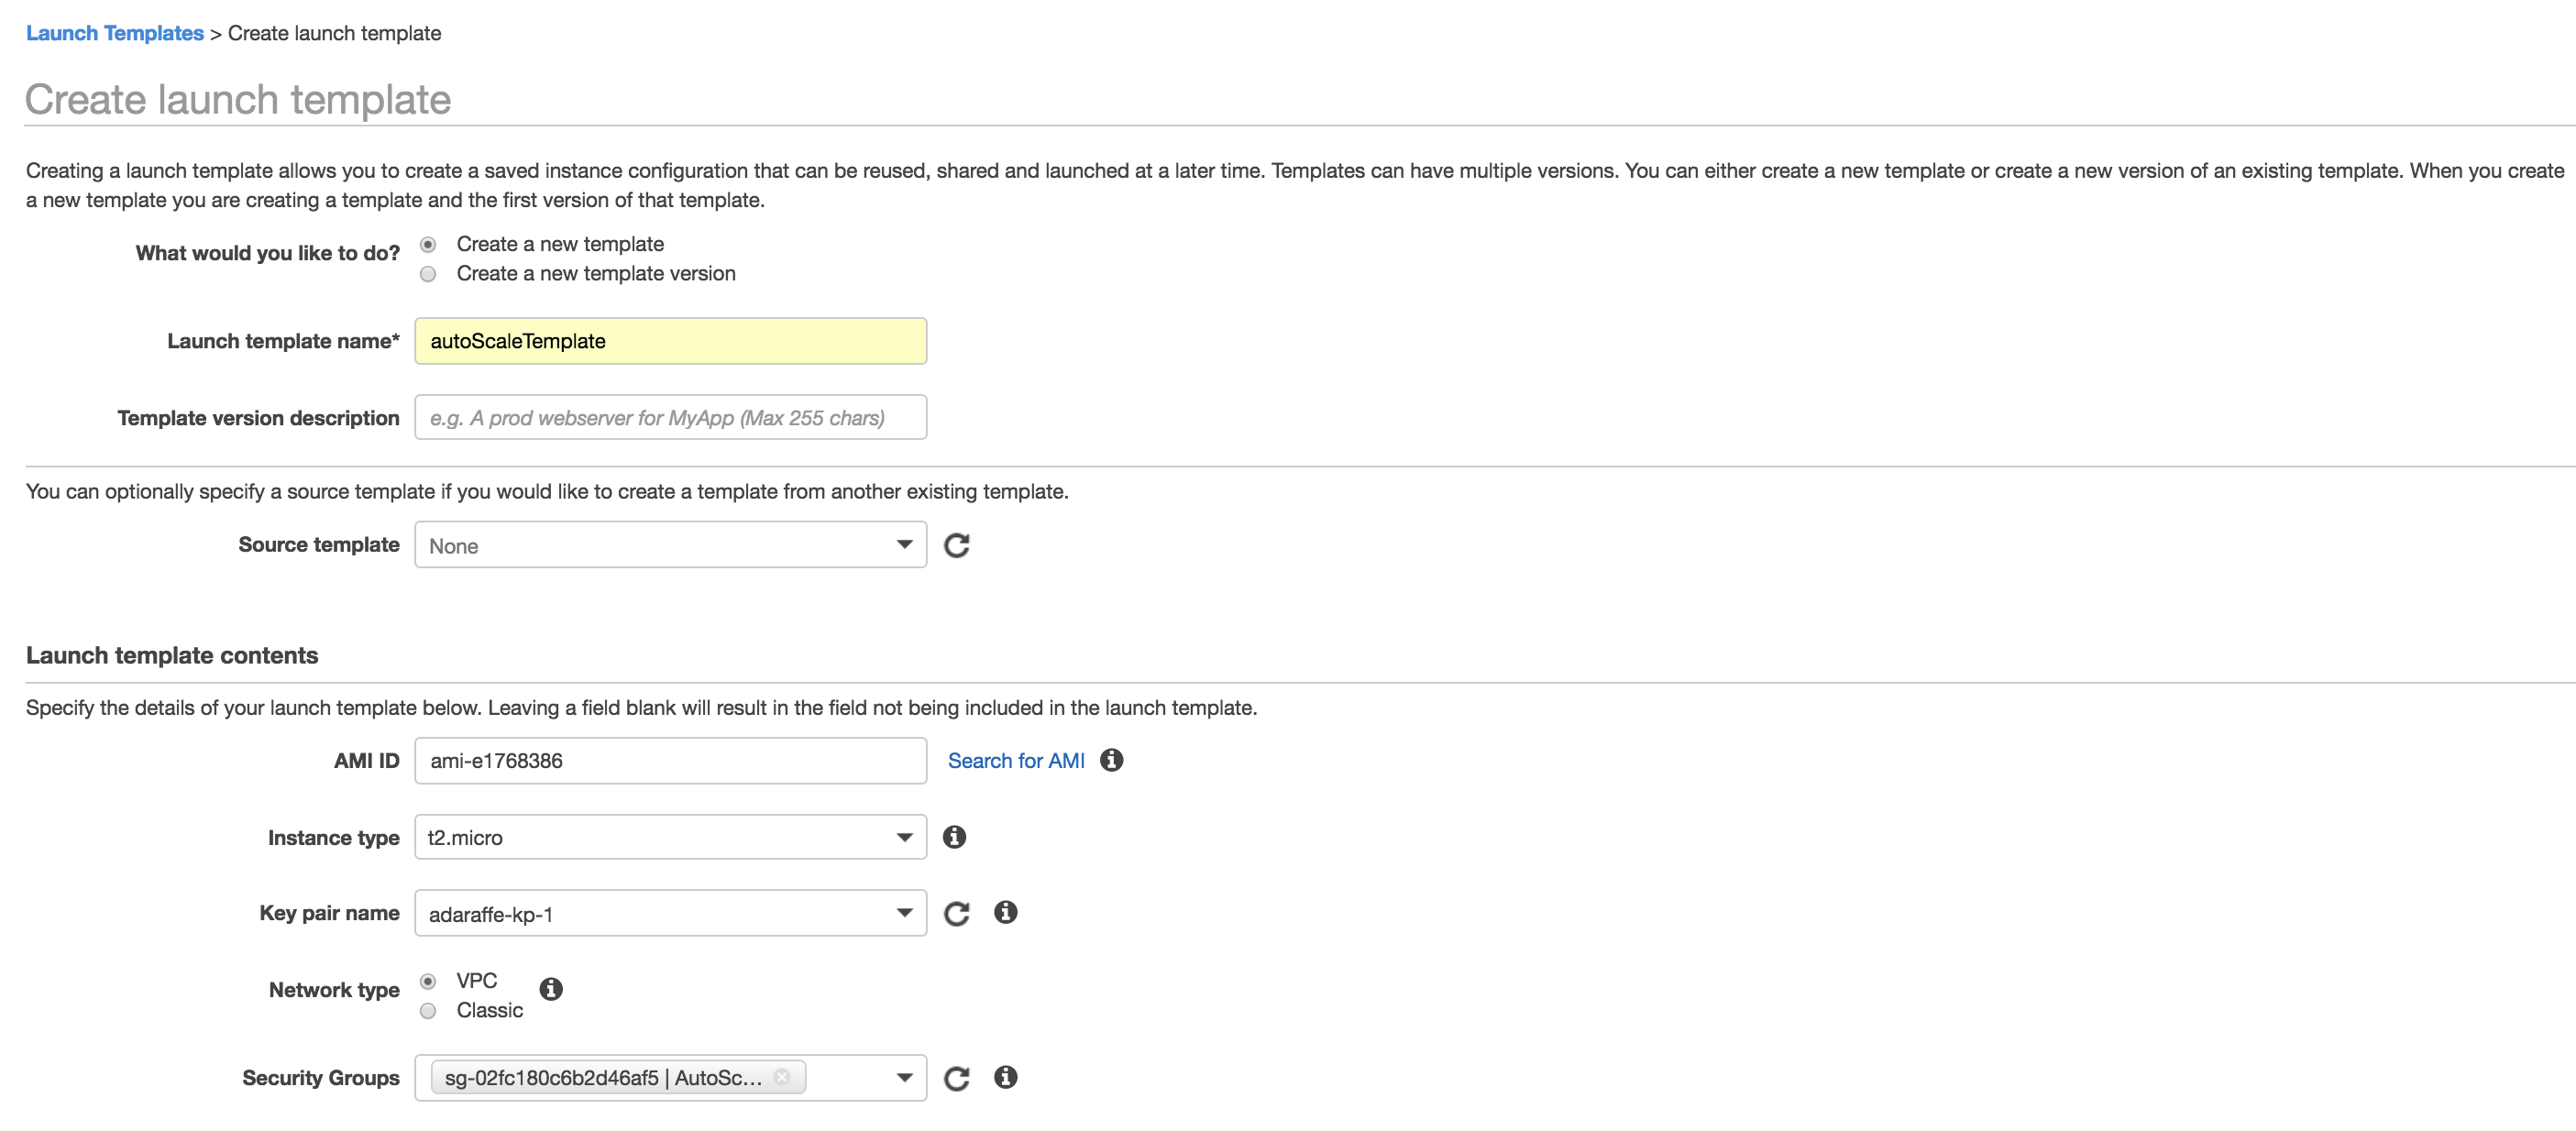 Launch Templates > Create launch template
Create launch template
Creating a launch template allows you to create a saved instance configuration that can be reused, shared and launched at a later time. Templates can have multiple versions. You can either create a new template or create a new version of an existing template. When you create
a new template you are creating a template and the first version of that template.
What would you like to do?
Create a new template
Create a new template version
Launch template name* autoScaleTemplate
Template version description e.g. A prod webserver for MyApp (Max 255 chars)
You can optionally specify a source template if you would like to create a template from another existing template.
Source template None
Launch template contents
Specify the details of your launch template below. Leaving a field blank will result in the field not being included in the launch template.
AMI ID ami-e1768386 Search for AMI
Instance type t2.micro
Key pair name adaraffe-kp-1
Network type
VPC
Classic
Security Groups sg-02fc180c6b2d46af5 | AutoSc...